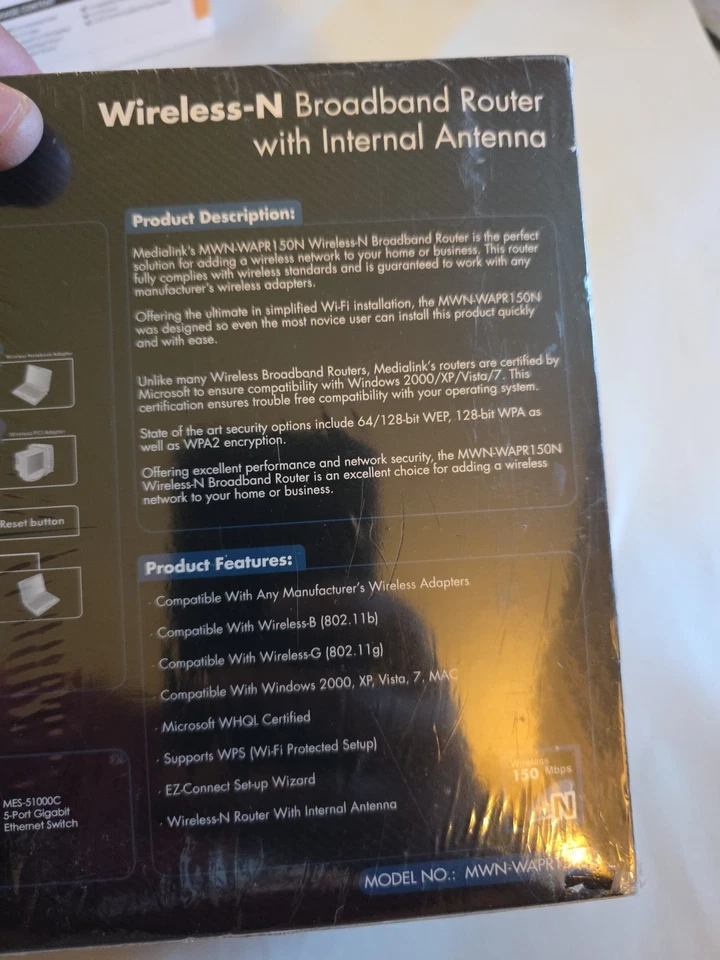 Wireless-N Broadband Router
with Internal Antenna
Product Description:
Medialink's MWN-WAPR150N Wireless-N Broadband Router is the perfect
solution for adding a wireless network to your home or business. This router
fully complies with wireless standards and is guaranteed to work with any
manufacturer's wireless adapters.
Offering the ultimate in simplified Wi-Fi installation, the MWN-WAPR150N
was designed so even the most novice user can install this product quickly
and with ease.
Unlike many Wireless Broadband Routers, Medialink's routers are certified by
Microsoft to ensure compatibility with Windows 2000/XP/Vista/7. This
certification ensures trouble free compatibility with your operating system.
State of the art security options include 64/128-bit WEP, 128-bit WPA as
well as WPA2 encryption.
Offering excellent performance and network security, the MWN-WAPR150N
Wireless-N Broadband Router is an excellent choice for adding a wireless
network to your home or business.
Wireless Notebook Adapter
Wireless PCI Adapter
Reset button
Product Features:
· Compatible With Any Manufacturer's Wireless Adapters
· Compatible With Wireless-B (802.11b)
· Compatible With Wireless-G (802.11g)
· Compatible With Windows 2000, XP, Vista, 7, MAC
· Microsoft WHQL Certified
· Supports WPS (Wi-Fi Protected Setup)
· EZ-Connect Set-up Wizard
· Wireless-N Router With Internal Antenna
Wireless
150 Mbps
N
MES-51000C
5-Port Gigabit
Ethernet Switch
MODEL NO.: MWN-WAPR1